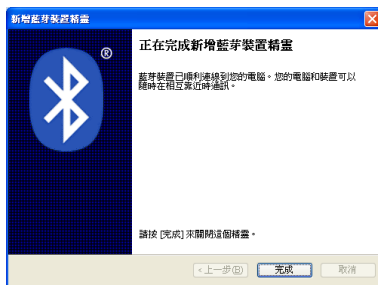 新增藍芽裝置精靈
®
正在完成新增藍芽裝置精靈
藍芽裝置已順利連線到您的電腦。您的電腦和裝置可以
隨時在相互靠近時通訊。
請按 [完成] 來關閉這個精靈。
<上一步(B) 完成 取消